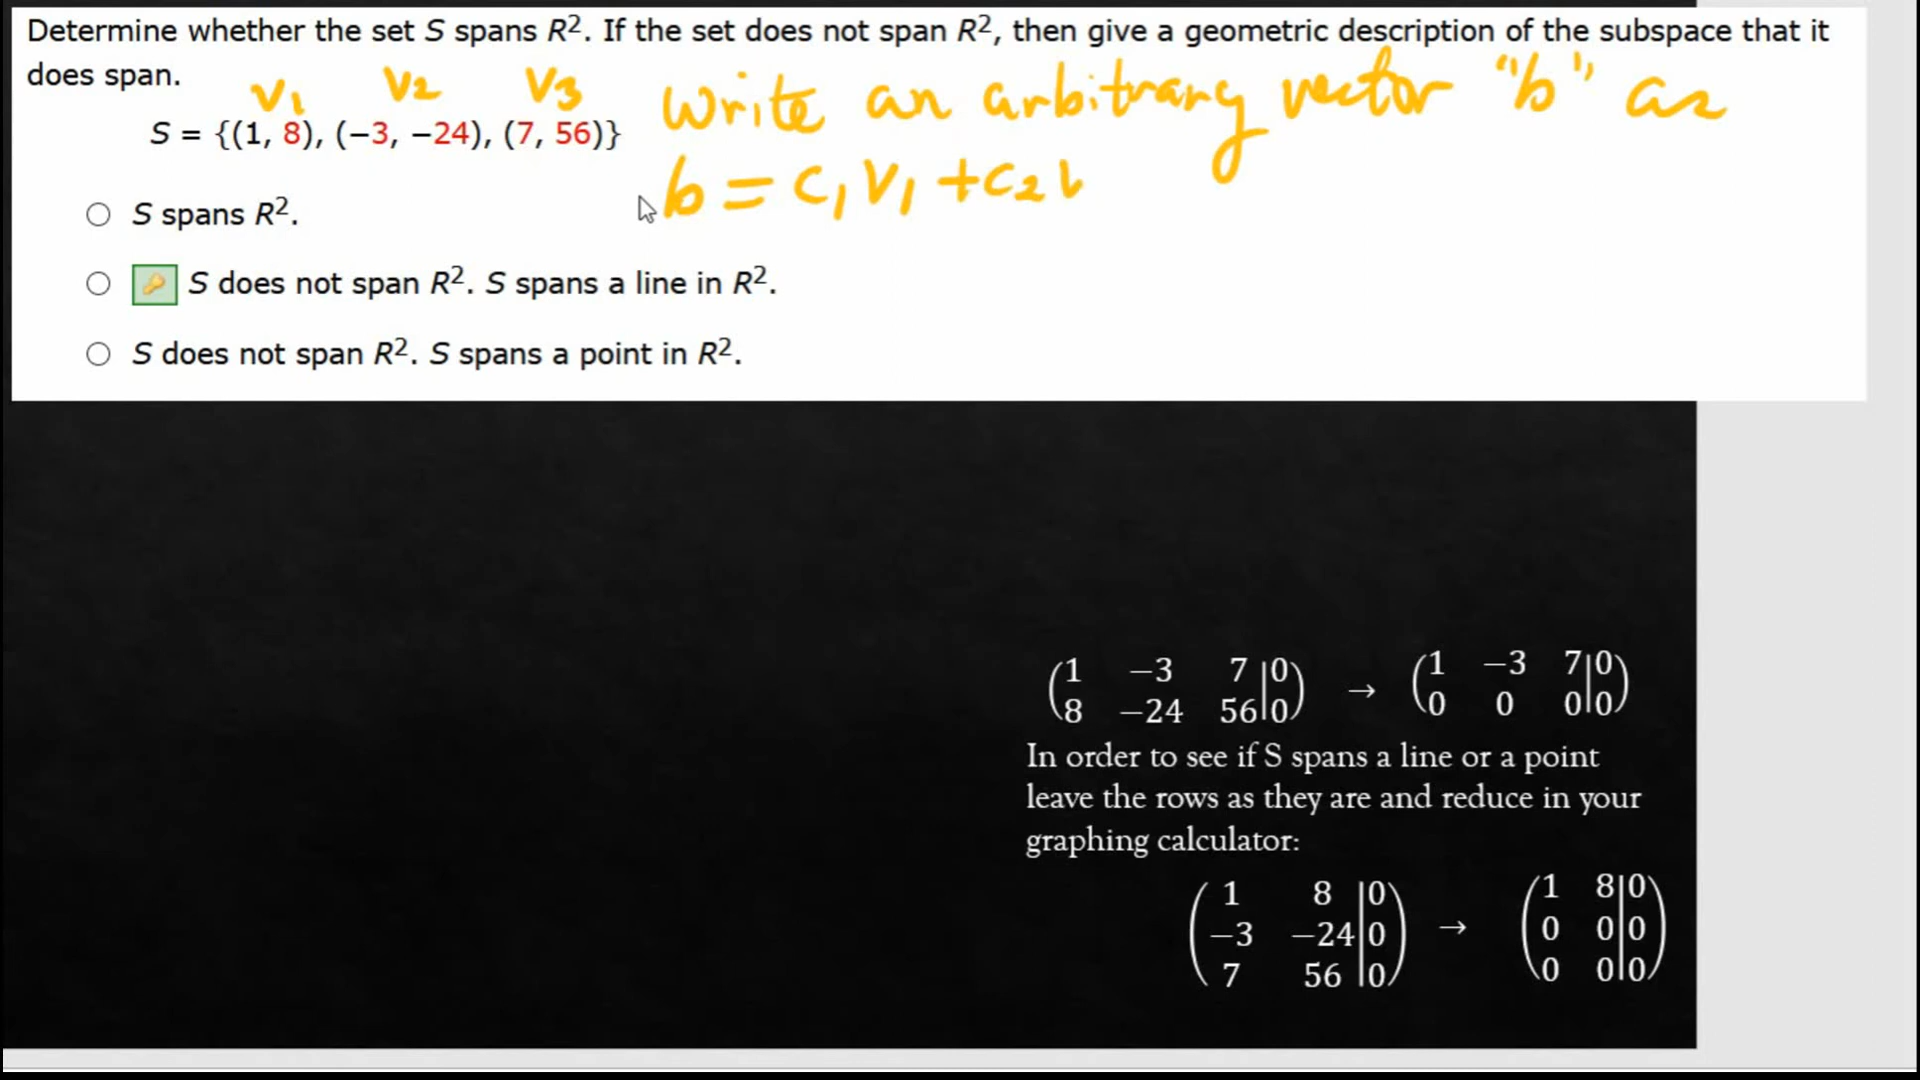 Determine whether the set S spans R². If the set does not span R², then give a geometric description of the subspace that it
does span.
v1 v2 v3
S = {(1, 8), (−3, −24), (7, 56)}
Write an arbitrary vector "b" as
b = c₁v₁ + c₂v
S spans R².
S does not span R². S spans a line in R².
S does not span R². S spans a point in R².
(1 −3 7|0) → (1 −3 7|0)
(8 −24 56|0) (0 0 0|0)
In order to see if S spans a line or a point
leave the rows as they are and reduce in your
graphing calculator:
(1 8|0) → (1 8|0)
(−3 −24|0) (0 0|0)
(7 56|0) (0 0|0)